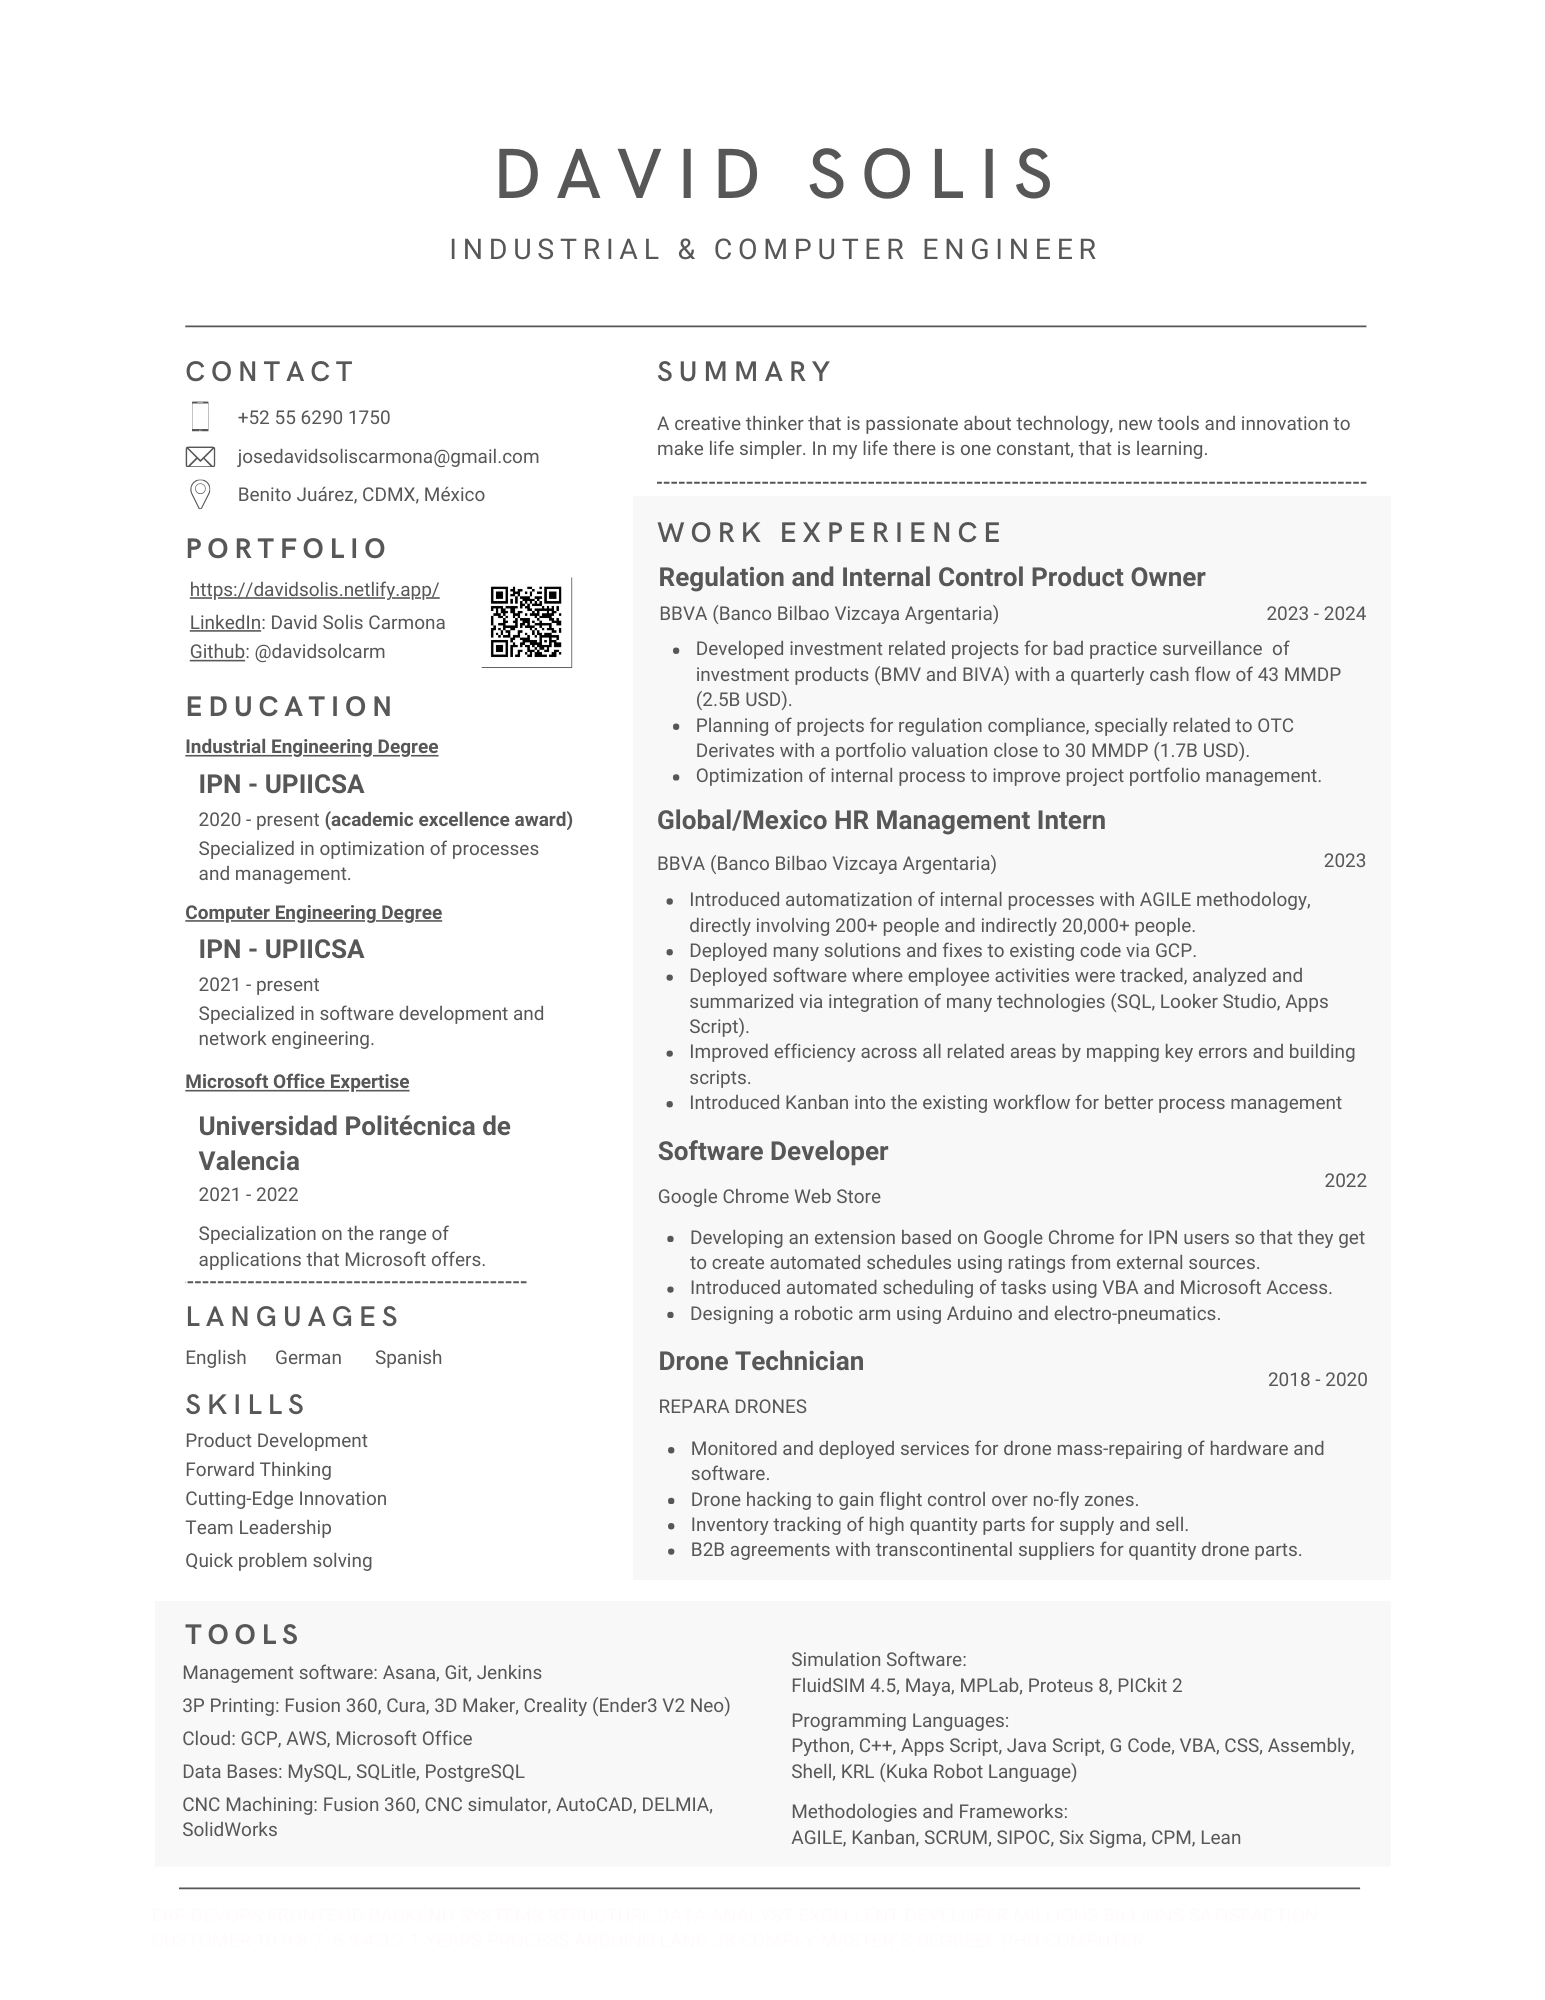 DAVID SOLIS
INDUSTRIAL & COMPUTER ENGINEER
CONTACT
+52 55 6290 1750
josedavidsoliscarmona@gmail.com
Benito Juárez, CDMX, México
PORTFOLIO
https://davidsolis.netlify.app/
LinkedIn: David Solis Carmona
Github: @davidsolcarm
EDUCATION
Industrial Engineering Degree
IPN - UPIICSA
2020 - present (academic excellence award)
Specialized in optimization of processes
and management.
Computer Engineering Degree
IPN - UPIICSA
2021 - present
Specialized in software development and
network engineering.
Microsoft Office Expertise
Universidad Politécnica de
Valencia
2021 - 2022
Specialization on the range of
applications that Microsoft offers.
LANGUAGES
English German Spanish
SKILLS
Product Development
Forward Thinking
Cutting-Edge Innovation
Team Leadership
Quick problem solving
SUMMARY
A creative thinker that is passionate about technology, new tools and innovation to
make life simpler. In my life there is one constant, that is learning.
WORK EXPERIENCE
Regulation and Internal Control Product Owner
BBVA (Banco Bilbao Vizcaya Argentaria) 2023 - 2024
• Developed investment related projects for bad practice surveillance of
investment products (BMV and BIVA) with a quarterly cash flow of 43 MMDP
(2.5B USD).
• Planning of projects for regulation compliance, specially related to OTC
Derivates with a portfolio valuation close to 30 MMDP (1.7B USD).
• Optimization of internal process to improve project portfolio management.
Global/Mexico HR Management Intern
BBVA (Banco Bilbao Vizcaya Argentaria) 2023
• Introduced automatization of internal processes with AGILE methodology,
directly involving 200+ people and indirectly 20,000+ people.
• Deployed many solutions and fixes to existing code via GCP.
• Deployed software where employee activities were tracked, analyzed and
summarized via integration of many technologies (SQL, Looker Studio, Apps
Script).
• Improved efficiency across all related areas by mapping key errors and building
scripts.
• Introduced Kanban into the existing workflow for better process management
Software Developer
2022
Google Chrome Web Store
• Developing an extension based on Google Chrome for IPN users so that they get
to create automated schedules using ratings from external sources.
• Introduced automated scheduling of tasks using VBA and Microsoft Access.
• Designing a robotic arm using Arduino and electro-pneumatics.
Drone Technician
2018 - 2020
REPARA DRONES
• Monitored and deployed services for drone mass-repairing of hardware and
software.
• Drone hacking to gain flight control over no-fly zones.
• Inventory tracking of high quantity parts for supply and sell.
• B2B agreements with transcontinental suppliers for quantity drone parts.
TOOLS
Management software: Asana, Git, Jenkins
3P Printing: Fusion 360, Cura, 3D Maker, Creality (Ender3 V2 Neo)
Cloud: GCP, AWS, Microsoft Office
Data Bases: MySQL, SQLitle, PostgreSQL
CNC Machining: Fusion 360, CNC simulator, AutoCAD, DELMIA,
SolidWorks
Simulation Software:
FluidSIM 4.5, Maya, MPLab, Proteus 8, PICkit 2
Programming Languages:
Python, C++, Apps Script, Java Script, G Code, VBA, CSS, Assembly,
Shell, KRL (Kuka Robot Language)
Methodologies and Frameworks:
AGILE, Kanban, SCRUM, SIPOC, Six Sigma, CPM, Lean